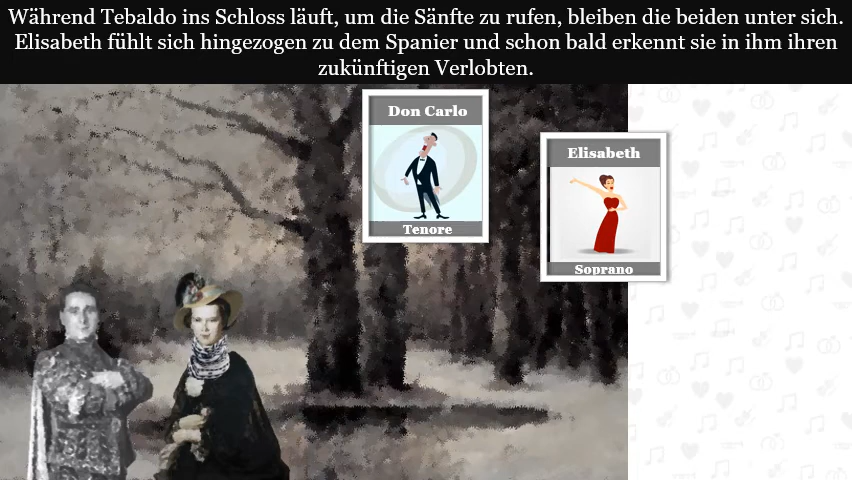 Während Tebaldo ins Schloss läuft, um die Sänfte zu rufen, bleiben die beiden unter sich.
Elisabeth fühlt sich hingezogen zu dem Spanier und schon bald erkennt sie in ihm ihren
zukünftigen Verlobten.
Don Carlo
Tenore
Elisabeth
Soprano